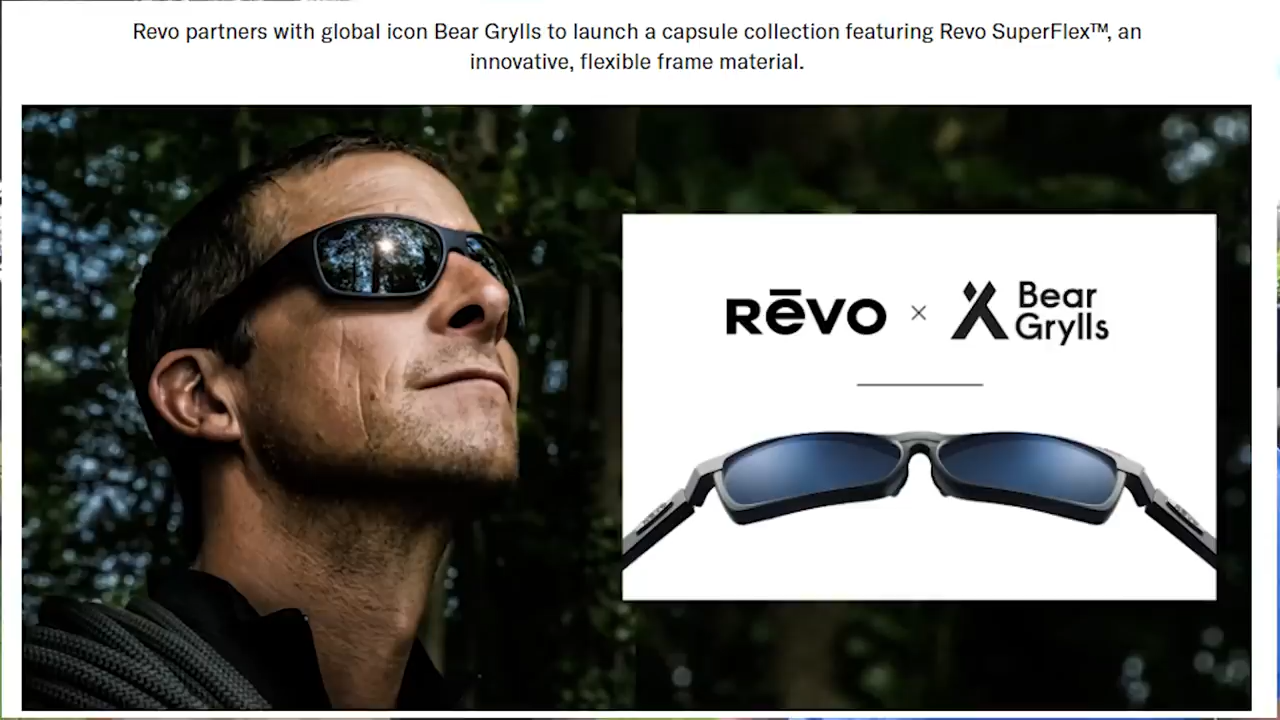 Revo partners with global icon Bear Grylls to launch a capsule collection featuring Revo SuperFlex™, an
innovative, flexible frame material.
Rēvo × Bear
Grylls